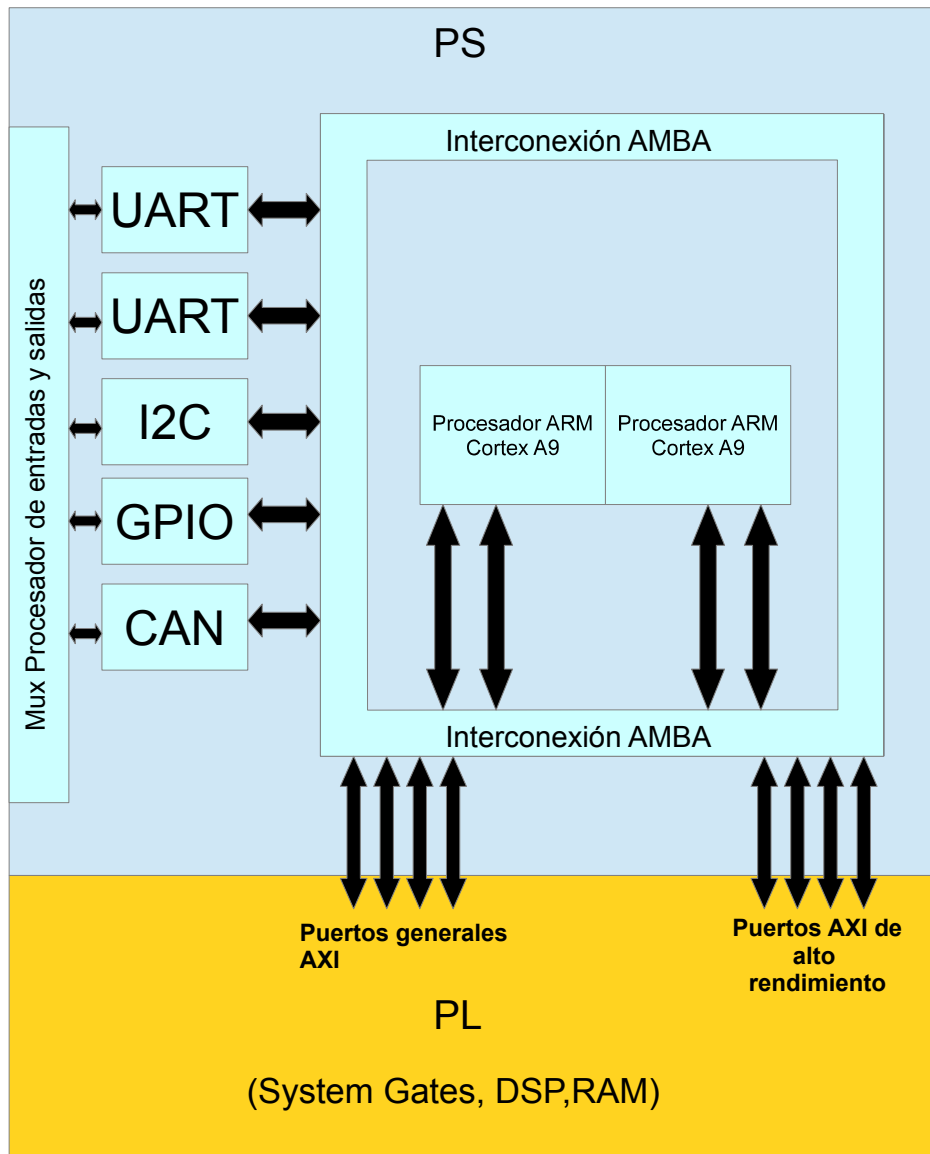 PS
Interconexión AMBA
Mux Procesador de entradas y salidas
UART
UART
I2C
GPIO
CAN
Procesador ARM
Cortex A9
Procesador ARM
Cortex A9
Interconexión AMBA
Puertos generales
AXI
Puertos AXI de
alto
rendimiento
PL
(System Gates, DSP,RAM)